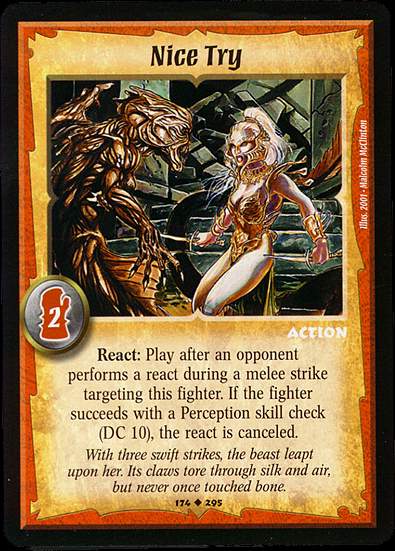 Nice Try
Illus. 2001 • Malcolm McClinton
2
ACTION
React: Play after an opponent
performs a react during a melee strike
targeting this fighter. If the fighter
succeeds with a Perception skill check
(DC 10), the react is canceled.
With three swift strikes, the beast leapt
upon her. Its claws tore through silk and air,
but never once touched bone.
174 ◆ 295